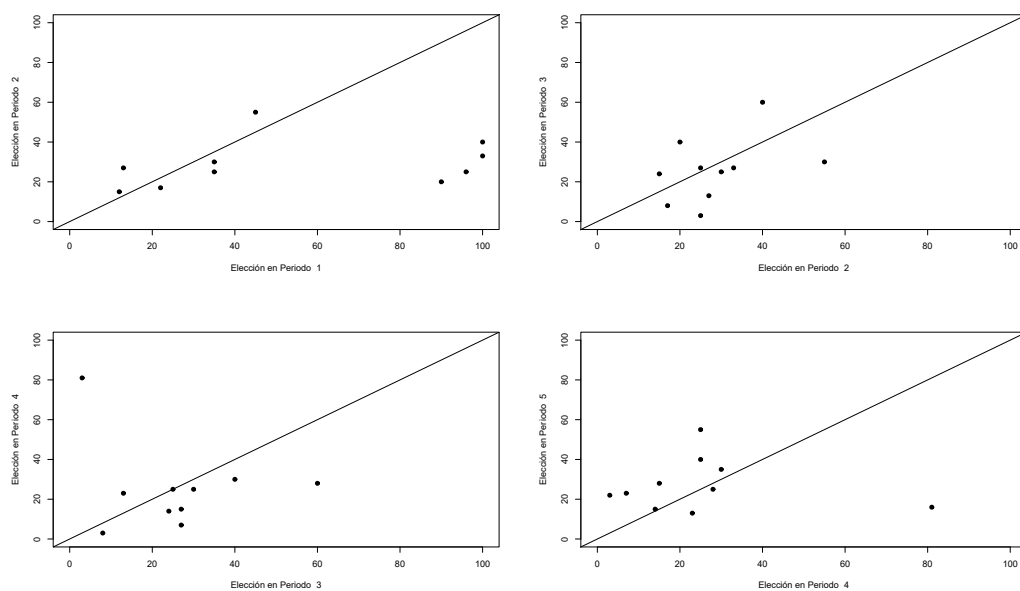 100
80
60
40
20
0
Elección en Periodo 2
0 20 40 60 80 100
Elección en Periodo 1
100
80
60
40
20
0
Elección en Periodo 3
0 20 40 60 80 100
Elección en Periodo 2
100
80
60
40
20
0
Elección en Periodo 4
0 20 40 60 80 100
Elección en Periodo 3
100
80
60
40
20
0
Elección en Periodo 5
0 20 40 60 80 100
Elección en Periodo 4